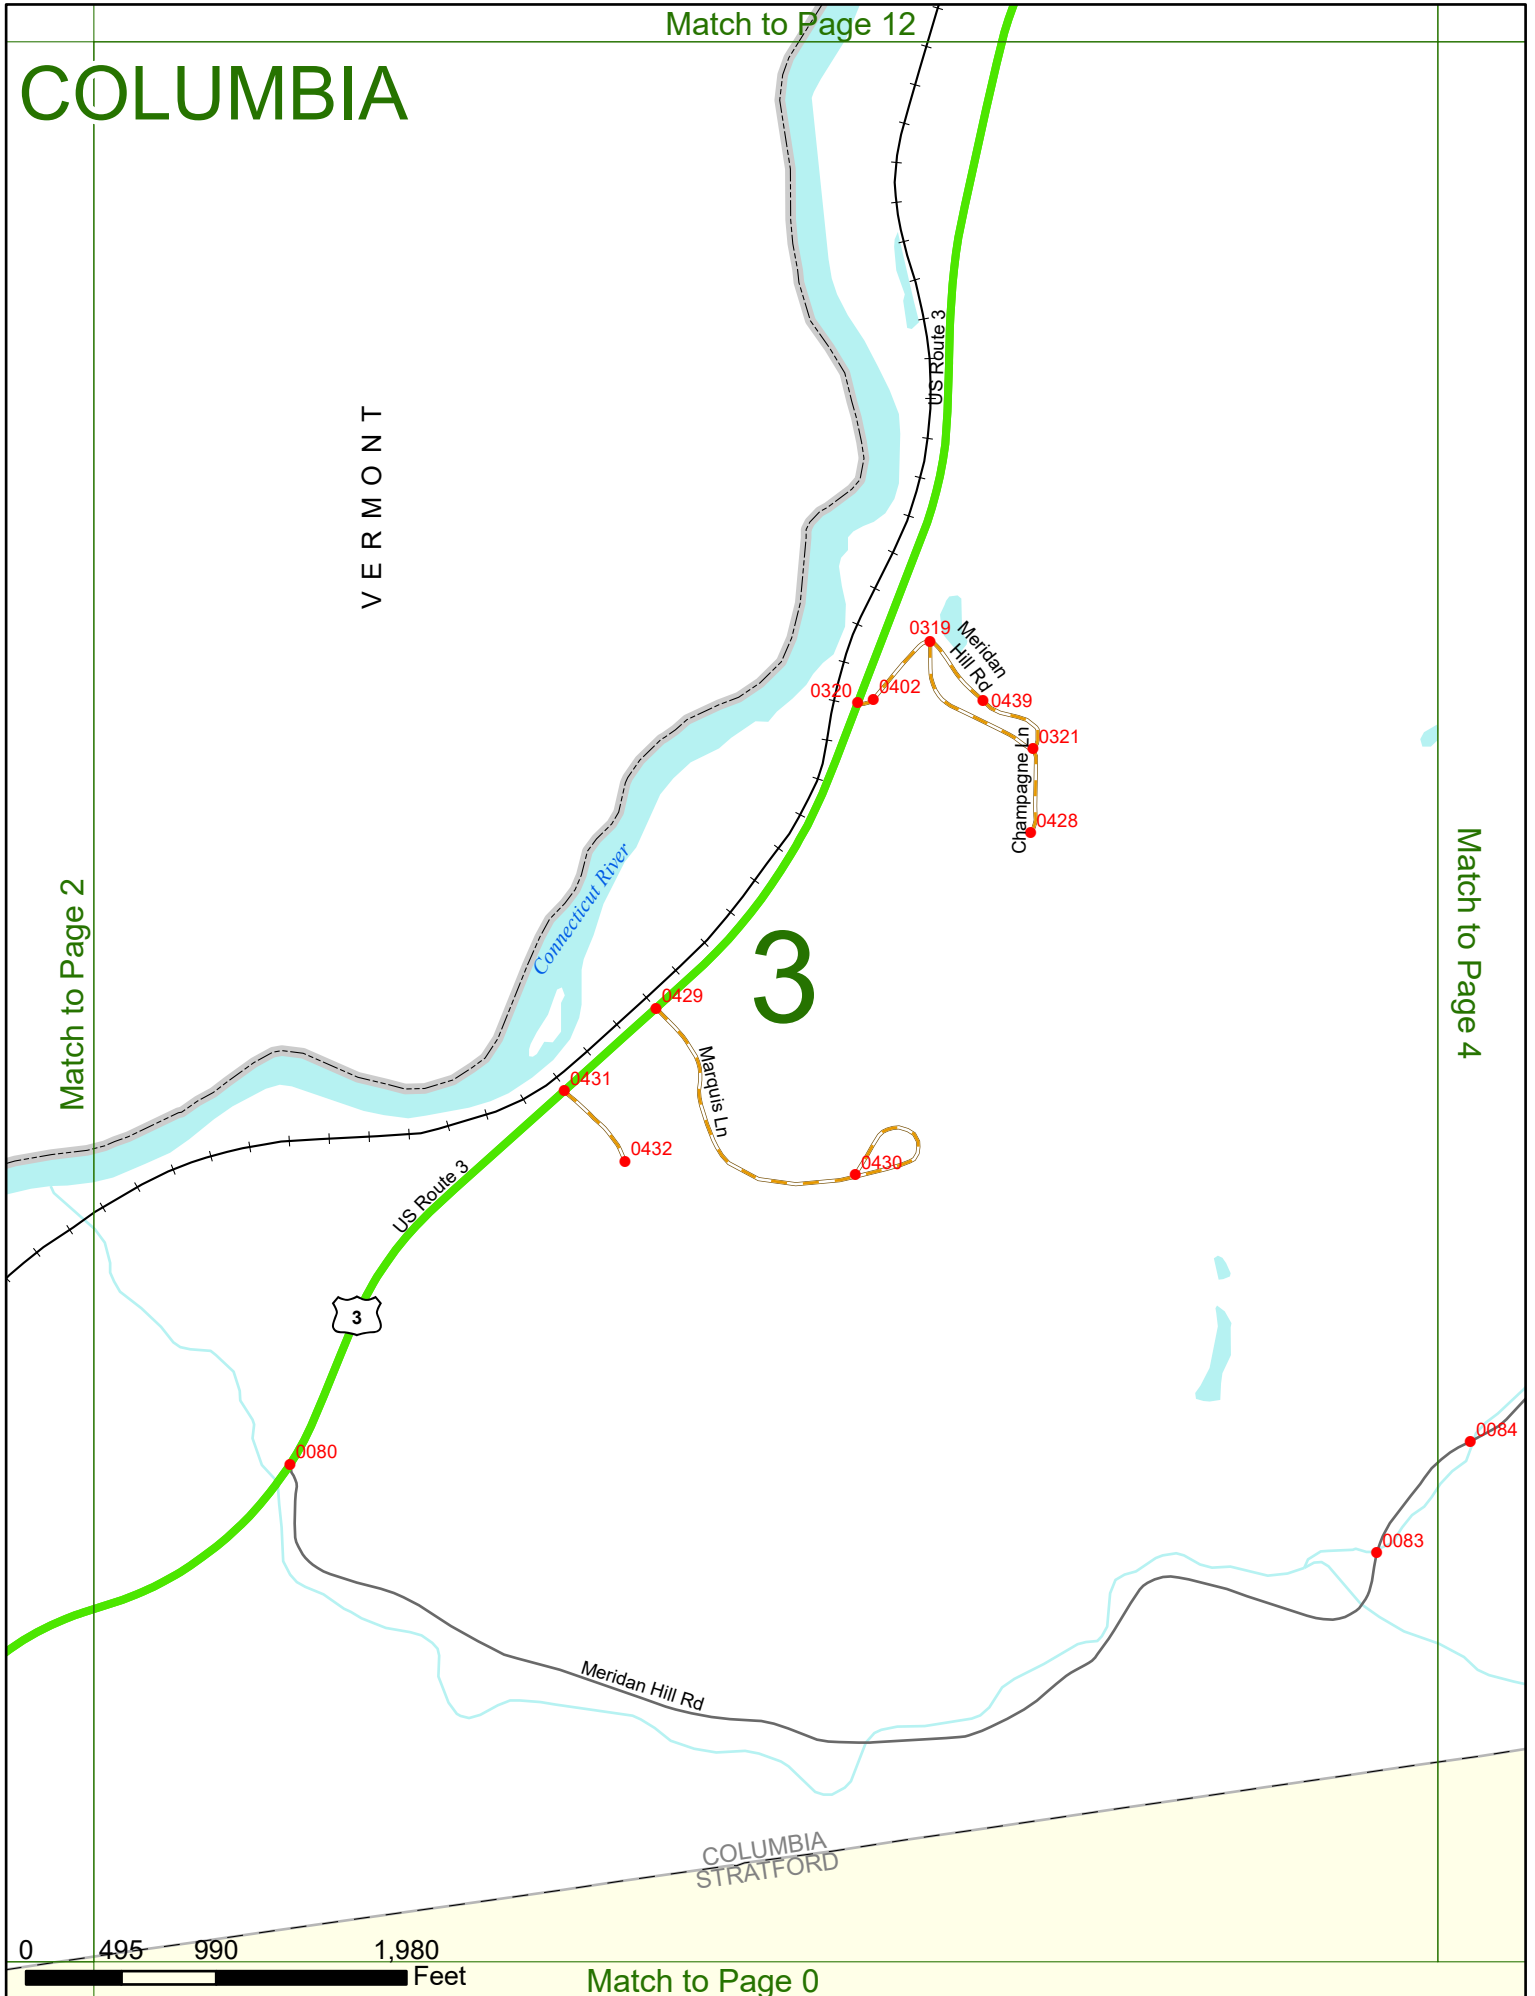 Match to Page 12
COLUMBIA
US Route 3
VERMONT
0319
Meridan
Hill Rd
0320
0402
0439
0321
Champagne Ln
0428
Match to Page 2
Connecticut River
3
Match to Page 4
0429
Marquis Ln
0431
0432
0430
US Route 3
3
0080
0084
0083
Meridan Hill Rd
COLUMBIA
STRATFORD
0 495 990 1,980
Feet
Match to Page 0